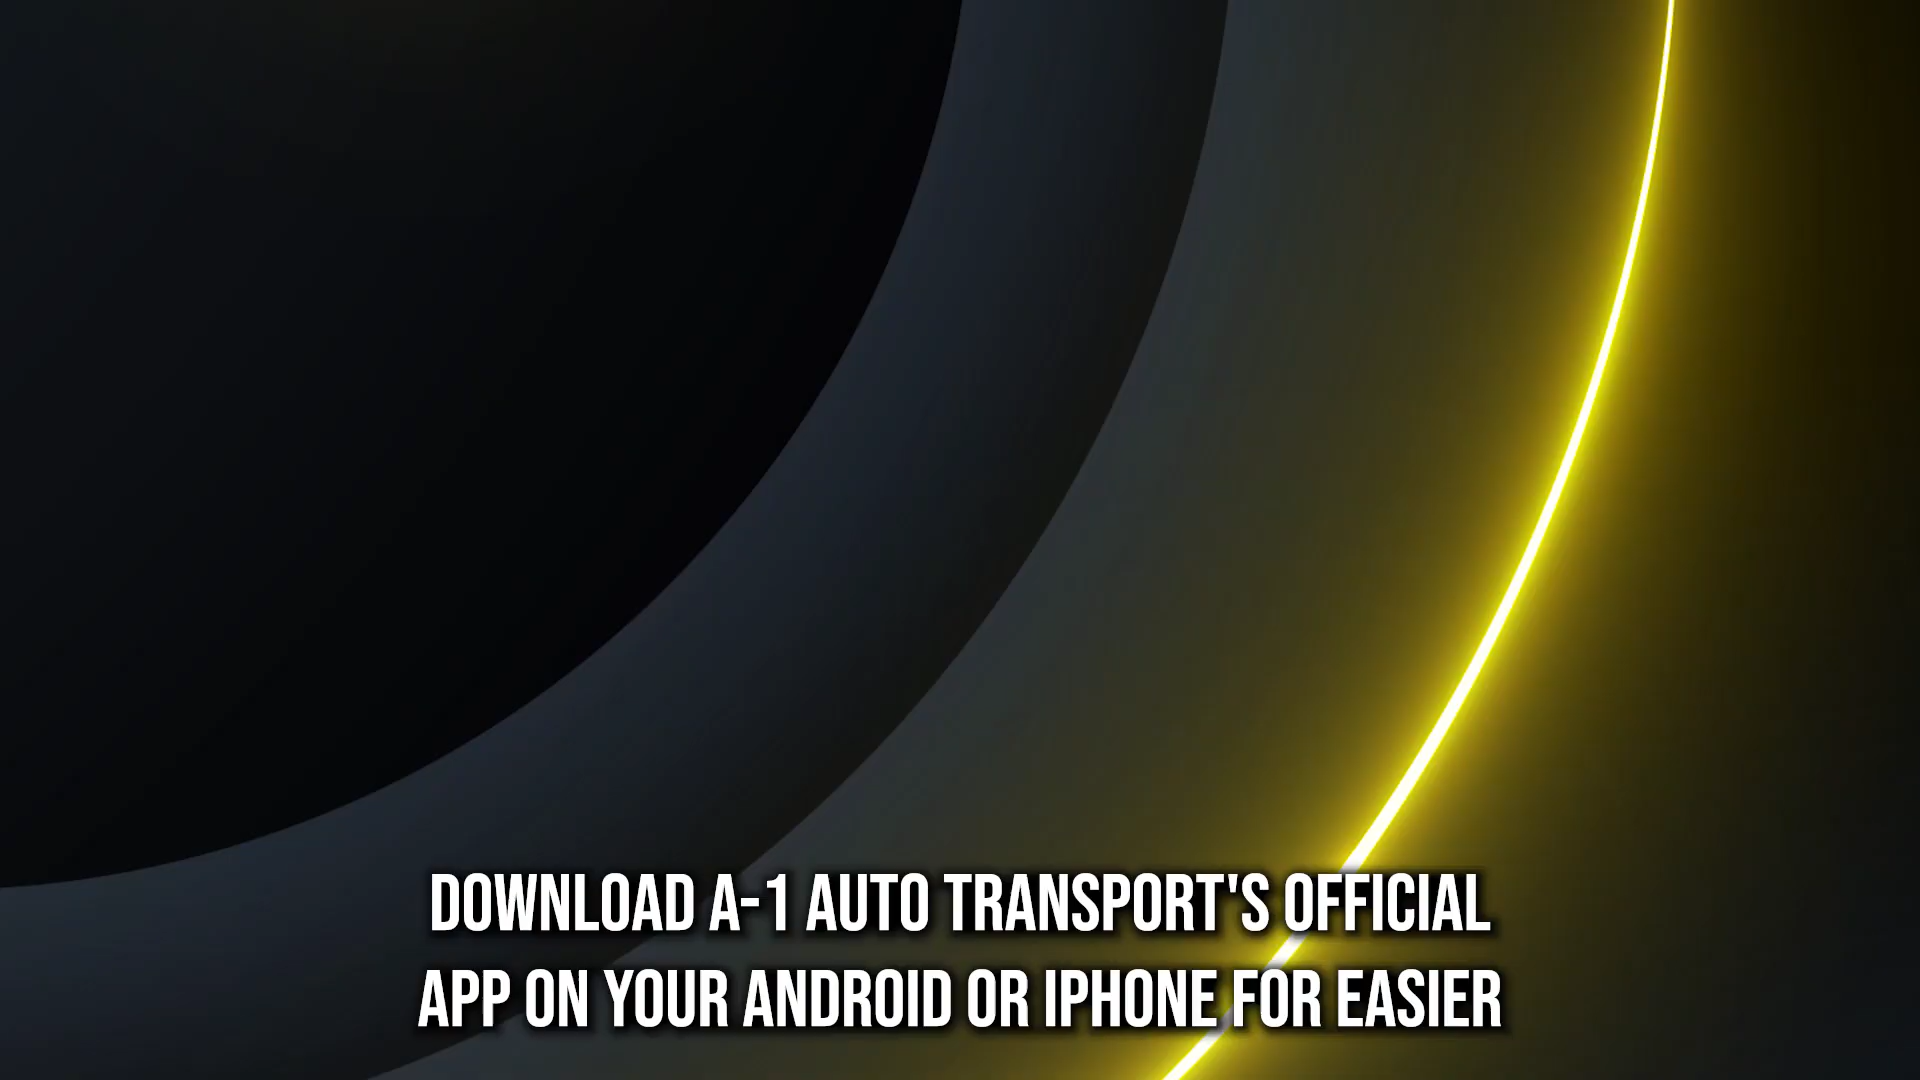 DOWNLOAD A-1 AUTO TRANSPORT'S OFFICIAL
APP ON YOUR ANDROID OR IPHONE FOR EASIER